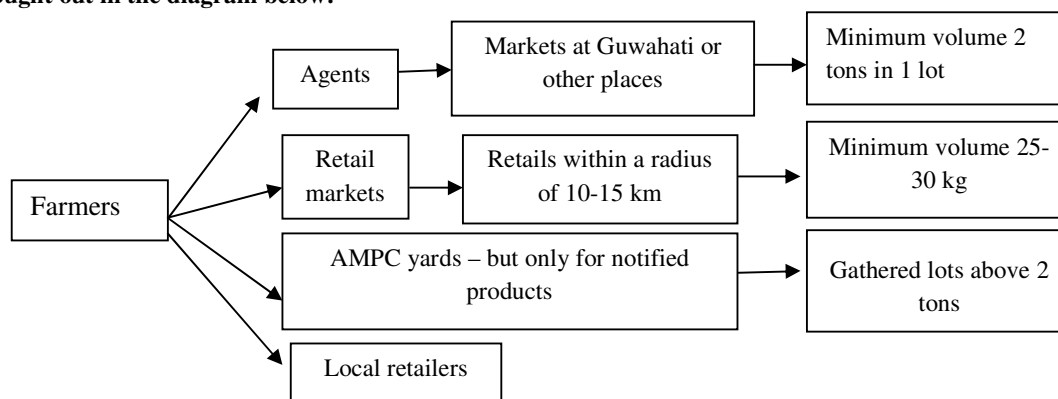 ought out in the diagram below:
Agents
Markets at Guwahati or
other places
Minimum volume 2
tons in 1 lot
Farmers
Retail
markets
Retails within a radius
of 10-15 km
Minimum volume 25-
30 kg
AMPC yards – but only for notified
products
Gathered lots above 2
tons
Local retailers